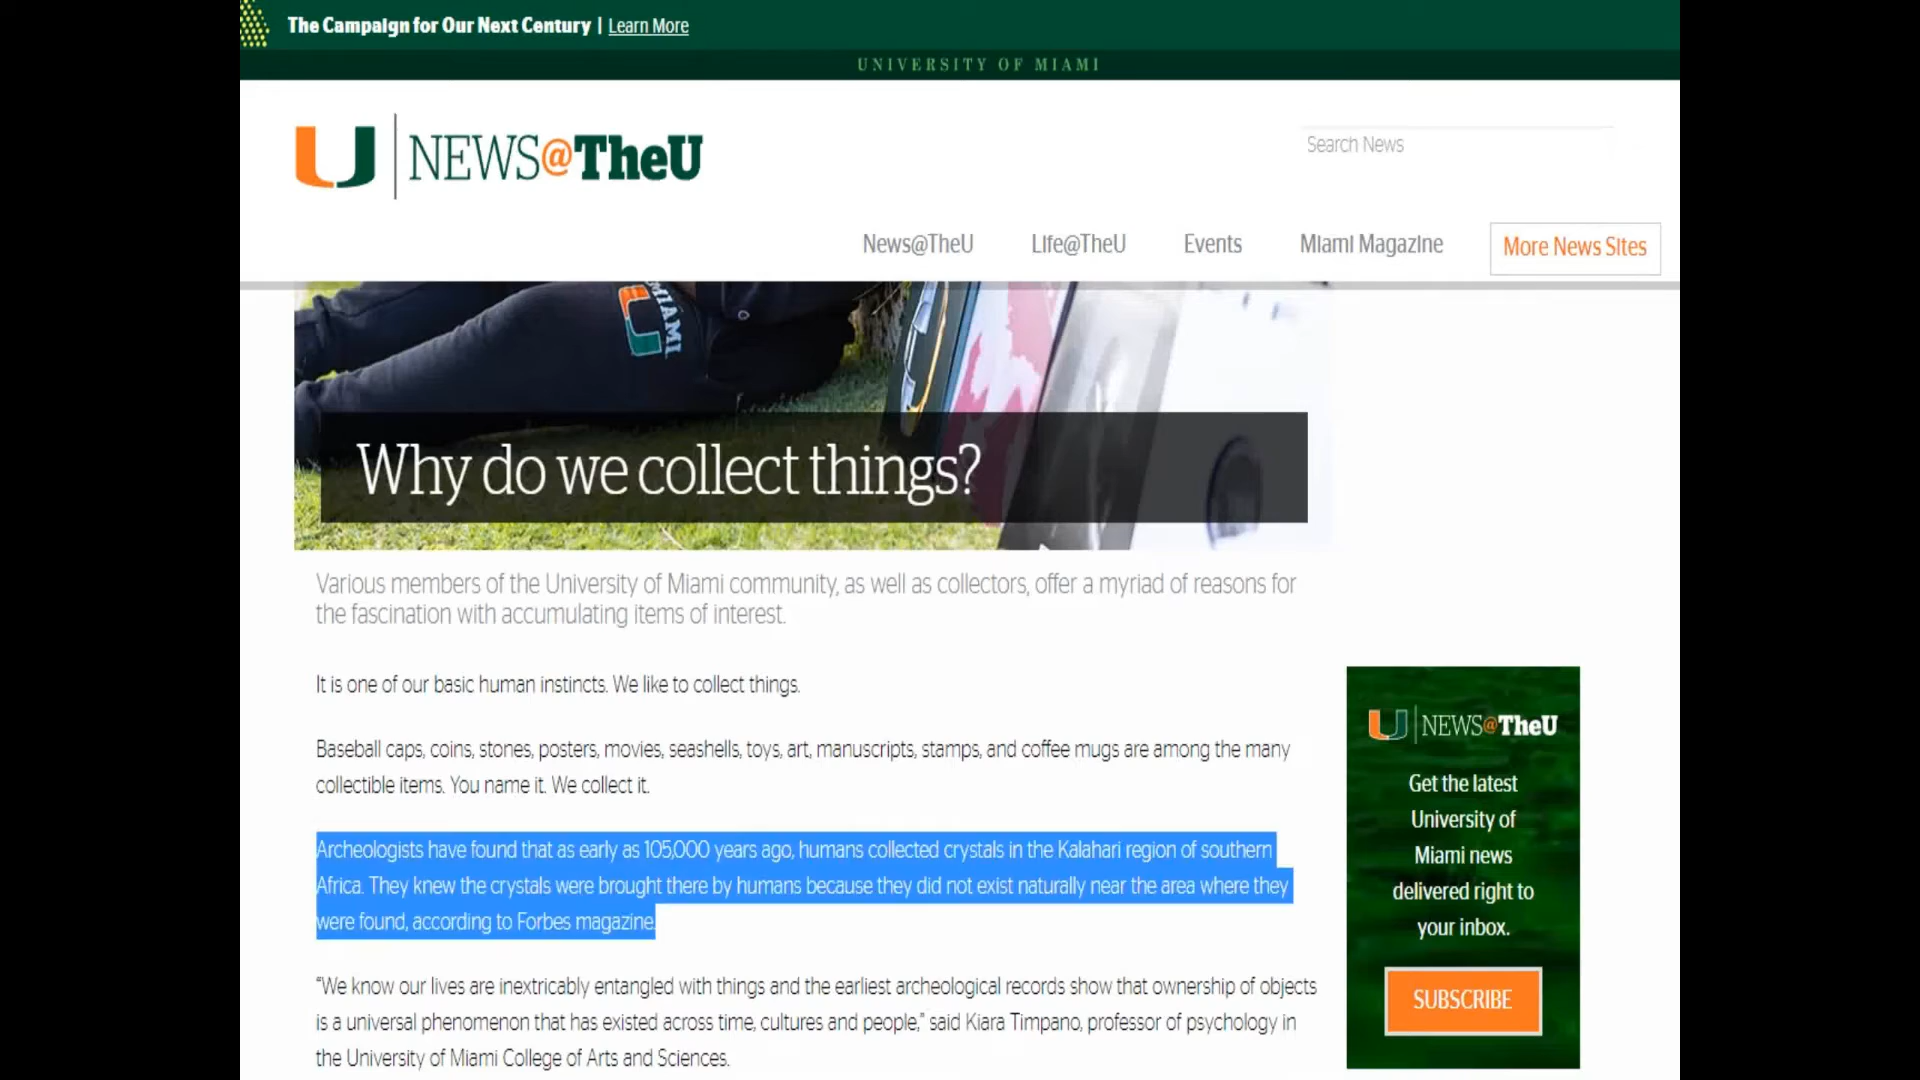 The Campaign for Our Next Century | Learn More
UNIVERSITY OF MIAMI
NEWS@TheU
Search News
News@TheU Life@TheU Events Miami Magazine More News Sites
MIAMI
Why do we collect things?
Various members of the University of Miami community, as well as collectors, offer a myriad of reasons for
the fascination with accumulating items of interest.
It is one of our basic human instincts. We like to collect things.
Baseball caps, coins, stones, posters, movies, seashells, toys, art, manuscripts, stamps, and coffee mugs are among the many
collectible items. You name it. We collect it.
Archeologists have found that as early as 105,000 years ago, humans collected crystals in the Kalahari region of southern
Africa. They knew the crystals were brought there by humans because they did not exist naturally near the area where they
were found, according to Forbes magazine.
“We know our lives are inextricably entangled with things and the earliest archeological records show that ownership of objects
is a universal phenomenon that has existed across time, cultures and people,” said Kiara Timpano, professor of psychology in
the University of Miami College of Arts and Sciences.
NEWS@TheU
Get the latest
University of
Miami news
delivered right to
your inbox.
SUBSCRIBE